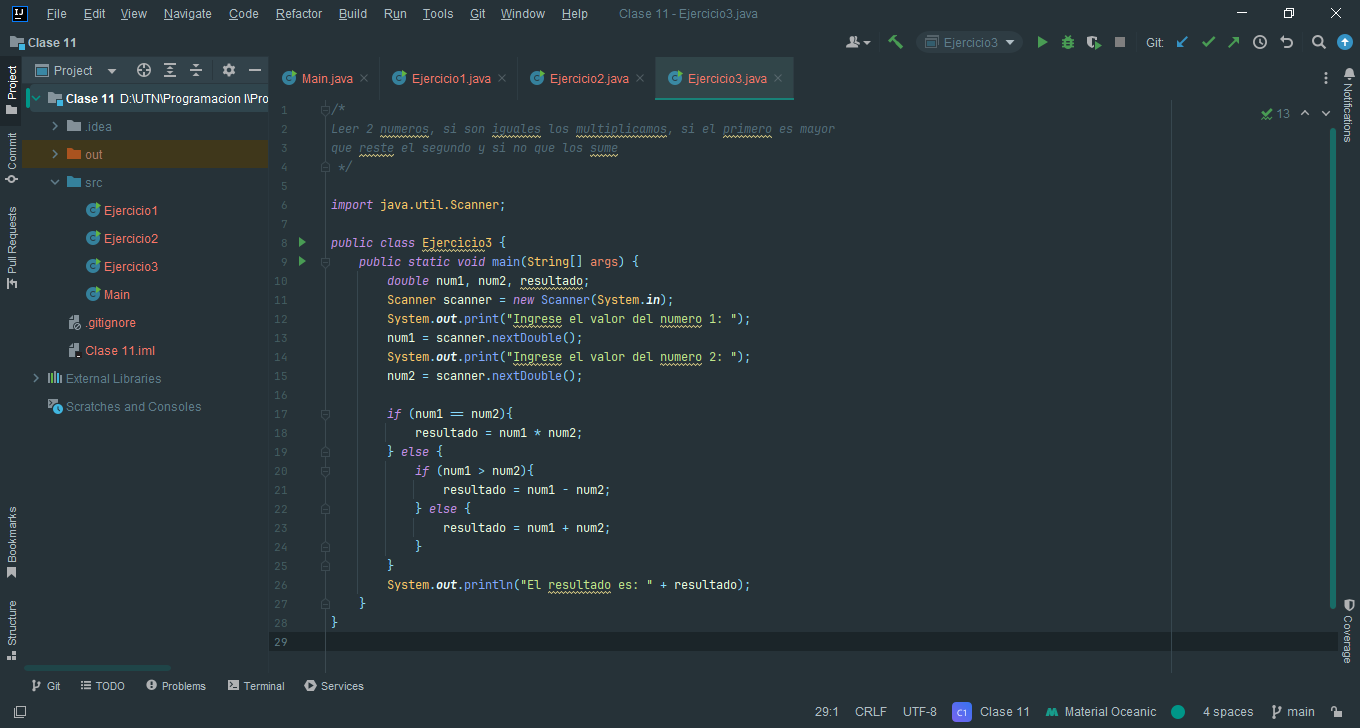 File Edit View Navigate Code Refactor Build Run Tools Git Window Help Clase 11 - Ejercicio3.java
Clase 11 Ejercicio3 Git:
Project
Main.java Ejercicio1.java Ejercicio2.java Ejercicio3.java
Project
Commit
Pull Requests
Bookmarks
Structure
Clase 11 D:\UTN\Programacion I\Pro
.idea
out
src
Ejercicio1
Ejercicio2
Ejercicio3
Main
.gitignore
Clase 11.iml
External Libraries
Scratches and Consoles
13
1 /*
2 Leer 2 numeros, si son iguales los multiplicamos, si el primero es mayor
3 que reste el segundo y si no que los sume
4 */
5
6 import java.util.Scanner;
7
8 public class Ejercicio3 {
9 public static void main(String[] args) {
10 double num1, num2, resultado;
11 Scanner scanner = new Scanner(System.in);
12 System.out.print("Ingrese el valor del numero 1: ");
13 num1 = scanner.nextDouble();
14 System.out.print("Ingrese el valor del numero 2: ");
15 num2 = scanner.nextDouble();
16
17 if (num1 == num2){
18 resultado = num1 * num2;
19 } else {
20 if (num1 > num2){
21 resultado = num1 - num2;
22 } else {
23 resultado = num1 + num2;
24 }
25 }
26 System.out.println("El resultado es: " + resultado);
27 }
28 }
29
Notifications
Coverage
Git TODO Problems Terminal Services
29:1 CRLF UTF-8 C1 Clase 11 Material Oceanic 4 spaces main